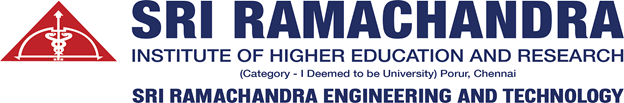 SRI RAMACHANDRA
INSTITUTE OF HIGHER EDUCATION AND RESEARCH
(Category - I Deemed to be University) Porur, Chennai
SRI RAMACHANDRA ENGINEERING AND TECHNOLOGY